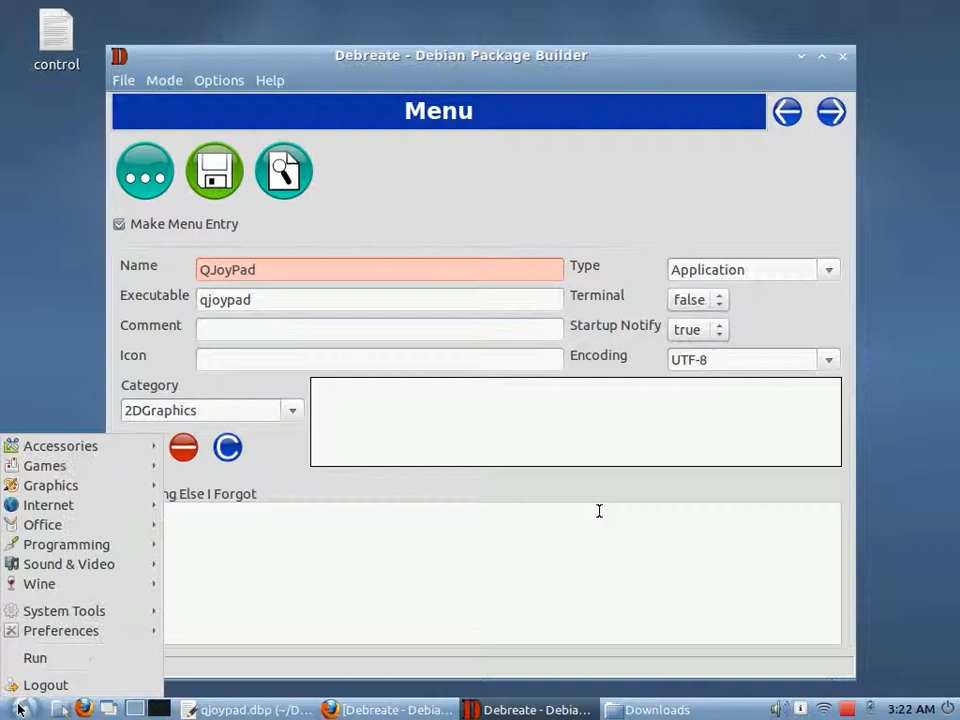 control
Debreate - Debian Package Builder
File Mode Options Help
Menu
Make Menu Entry
Name QJoyPad Type Application
Executable qjoypad Terminal false
Comment Startup Notify true
Icon Encoding UTF-8
Category
2DGraphics
ng Else I Forgot
Accessories
Games
Graphics
Internet
Office
Programming
Sound & Video
Wine
System Tools
Preferences
Run
Logout
qjoypad.dbp (~/D... [Debreate - Debia... Debreate - Debia... Downloads 3:22 AM